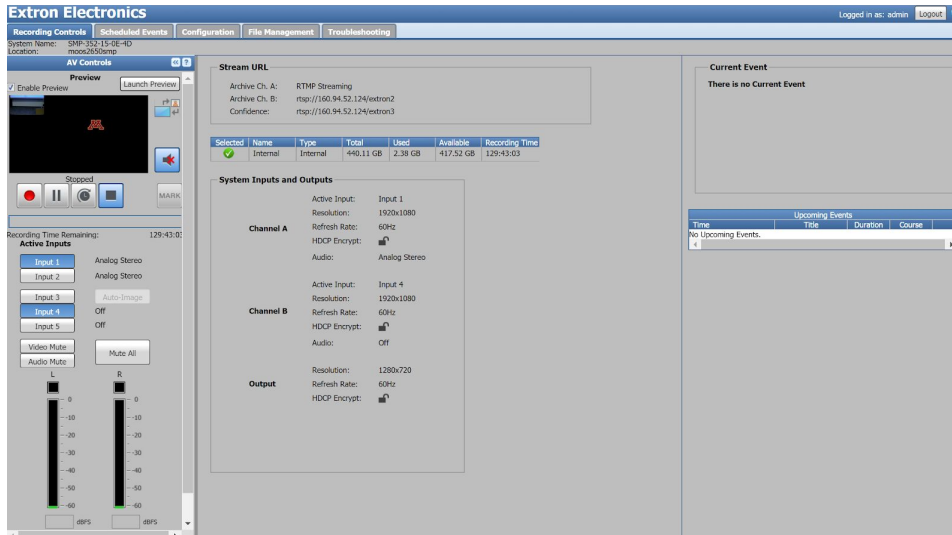 Extron Electronics
Logged in as: admin Logout
Recording Controls Scheduled Events Configuration File Management Troubleshooting
System Name: SMP-352-15-0E-4D
Location: moos2650smp
AV Controls
Preview
Enable Preview Launch Preview
Stopped
MARK
Recording Time Remaining: 129:43:03
Active Inputs
Input 1 Analog Stereo
Input 2 Analog Stereo
Input 3 Auto-Image
Input 4 Off
Input 5 Off
Video Mute
Audio Mute
Mute All
L R
0 0
-10 -10
-20 -20
-30 -30
-40 -40
-50 -50
-60 -60
dBFS dBFS
Stream URL
Archive Ch. A: RTMP Streaming
Archive Ch. B: rtsp://160.94.52.124/extron2
Confidence: rtsp://160.94.52.124/extron3
Selected Name Type Total Used Available Recording Time
Internal Internal 440.11 GB 2.38 GB 417.52 GB 129:43:03
System Inputs and Outputs
Channel A
Active Input: Input 1
Resolution: 1920x1080
Refresh Rate: 60Hz
HDCP Encrypt:
Audio: Analog Stereo
Channel B
Active Input: Input 4
Resolution: 1920x1080
Refresh Rate: 60Hz
HDCP Encrypt:
Audio: Off
Output
Resolution: 1280x720
Refresh Rate: 60Hz
HDCP Encrypt:
Current Event
There is no Current Event
Upcoming Events
Time Title Duration Course
No Upcoming Events.